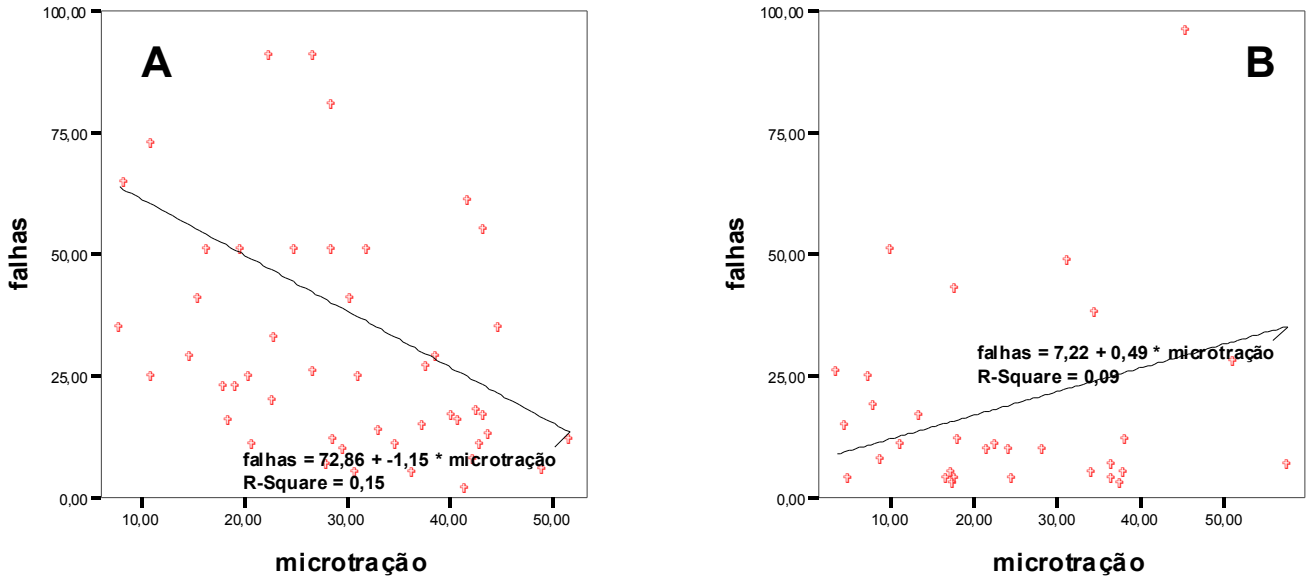 A
100,00
75,00
50,00
25,00
0,00
falhas
falhas = 72,86 + -1,15 * microtração
R-Square = 0,15
10,00 20,00 30,00 40,00 50,00
microtração
B
100,00
75,00
50,00
25,00
0,00
falhas
falhas = 7,22 + 0,49 * microtração
R-Square = 0,09
10,00 20,00 30,00 40,00 50,00
microtração